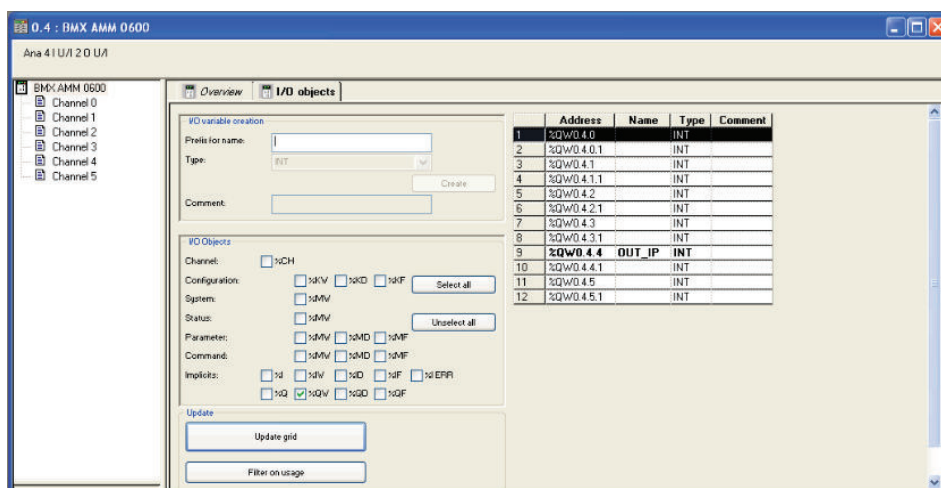 0.4 : BMX AMM 0600
Ana 4 I U/I 2 O U/I
BMX AMM 0600
Channel 0
Channel 1
Channel 2
Channel 3
Channel 4
Channel 5
Overview
I/O objects
I/O variable creation
Prefix for name:
Type:
INT
Create
Comment:
I/O Objects
Channel: %CH
Configuration: %KW %KD %KF Select all
System: %MW
Status: %MW Unselect all
Parameter: %MW %MD %MF
Command: %MW %MD %MF
Implicits: %I %IW %ID %IF %I ERR
%Q %QW %QD %QF
Update
Update grid
Filter on usage
Address Name Type Comment
1 %QW0.4.0 INT
2 %QW0.4.0.1 INT
3 %QW0.4.1 INT
4 %QW0.4.1.1 INT
5 %QW0.4.2 INT
6 %QW0.4.2.1 INT
7 %QW0.4.3 INT
8 %QW0.4.3.1 INT
9 %QW0.4.4 OUT_IP INT
10 %QW0.4.4.1 INT
11 %QW0.4.5 INT
12 %QW0.4.5.1 INT